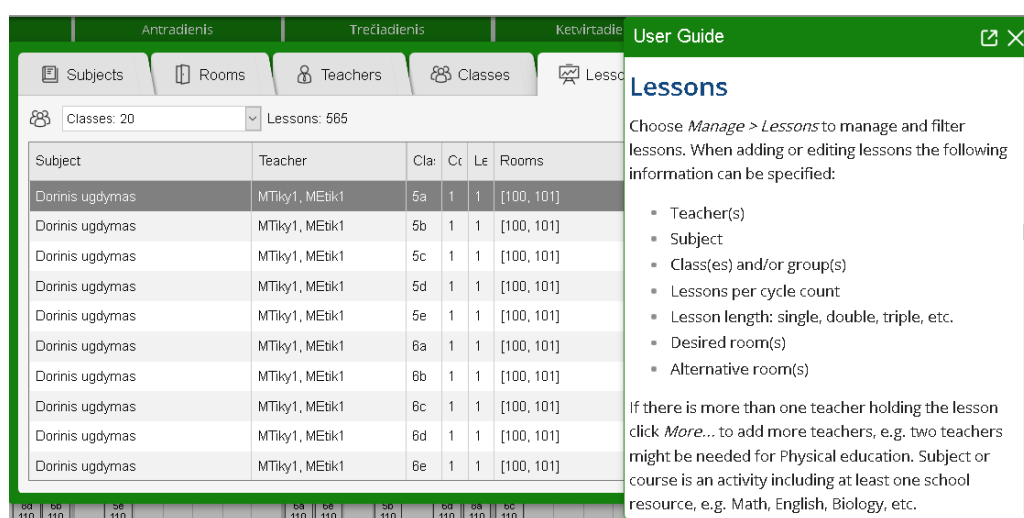 Antradienis Trečiadienis Ketvirtadie
User Guide
Subjects Rooms Teachers Classes Lesso
Classes: 20 Lessons: 565
Subject Teacher Clas Co Le Rooms
Dorinis ugdymas MTiky1, MEtik1 5a 1 1 [100, 101]
Dorinis ugdymas MTiky1, MEtik1 5b 1 1 [100, 101]
Dorinis ugdymas MTiky1, MEtik1 5c 1 1 [100, 101]
Dorinis ugdymas MTiky1, MEtik1 5d 1 1 [100, 101]
Dorinis ugdymas MTiky1, MEtik1 5e 1 1 [100, 101]
Dorinis ugdymas MTiky1, MEtik1 6a 1 1 [100, 101]
Dorinis ugdymas MTiky1, MEtik1 6b 1 1 [100, 101]
Dorinis ugdymas MTiky1, MEtik1 6c 1 1 [100, 101]
Dorinis ugdymas MTiky1, MEtik1 6d 1 1 [100, 101]
Dorinis ugdymas MTiky1, MEtik1 6e 1 1 [100, 101]
Lessons
Choose Manage > Lessons to manage and filter
lessons. When adding or editing lessons the following
information can be specified:
Teacher(s)
Subject
Class(es) and/or group(s)
Lessons per cycle count
Lesson length: single, double, triple, etc.
Desired room(s)
Alternative room(s)
If there is more than one teacher holding the lesson
click More... to add more teachers, e.g. two teachers
might be needed for Physical education. Subject or
course is an activity including at least one school
resource, e.g. Math, English, Biology, etc.